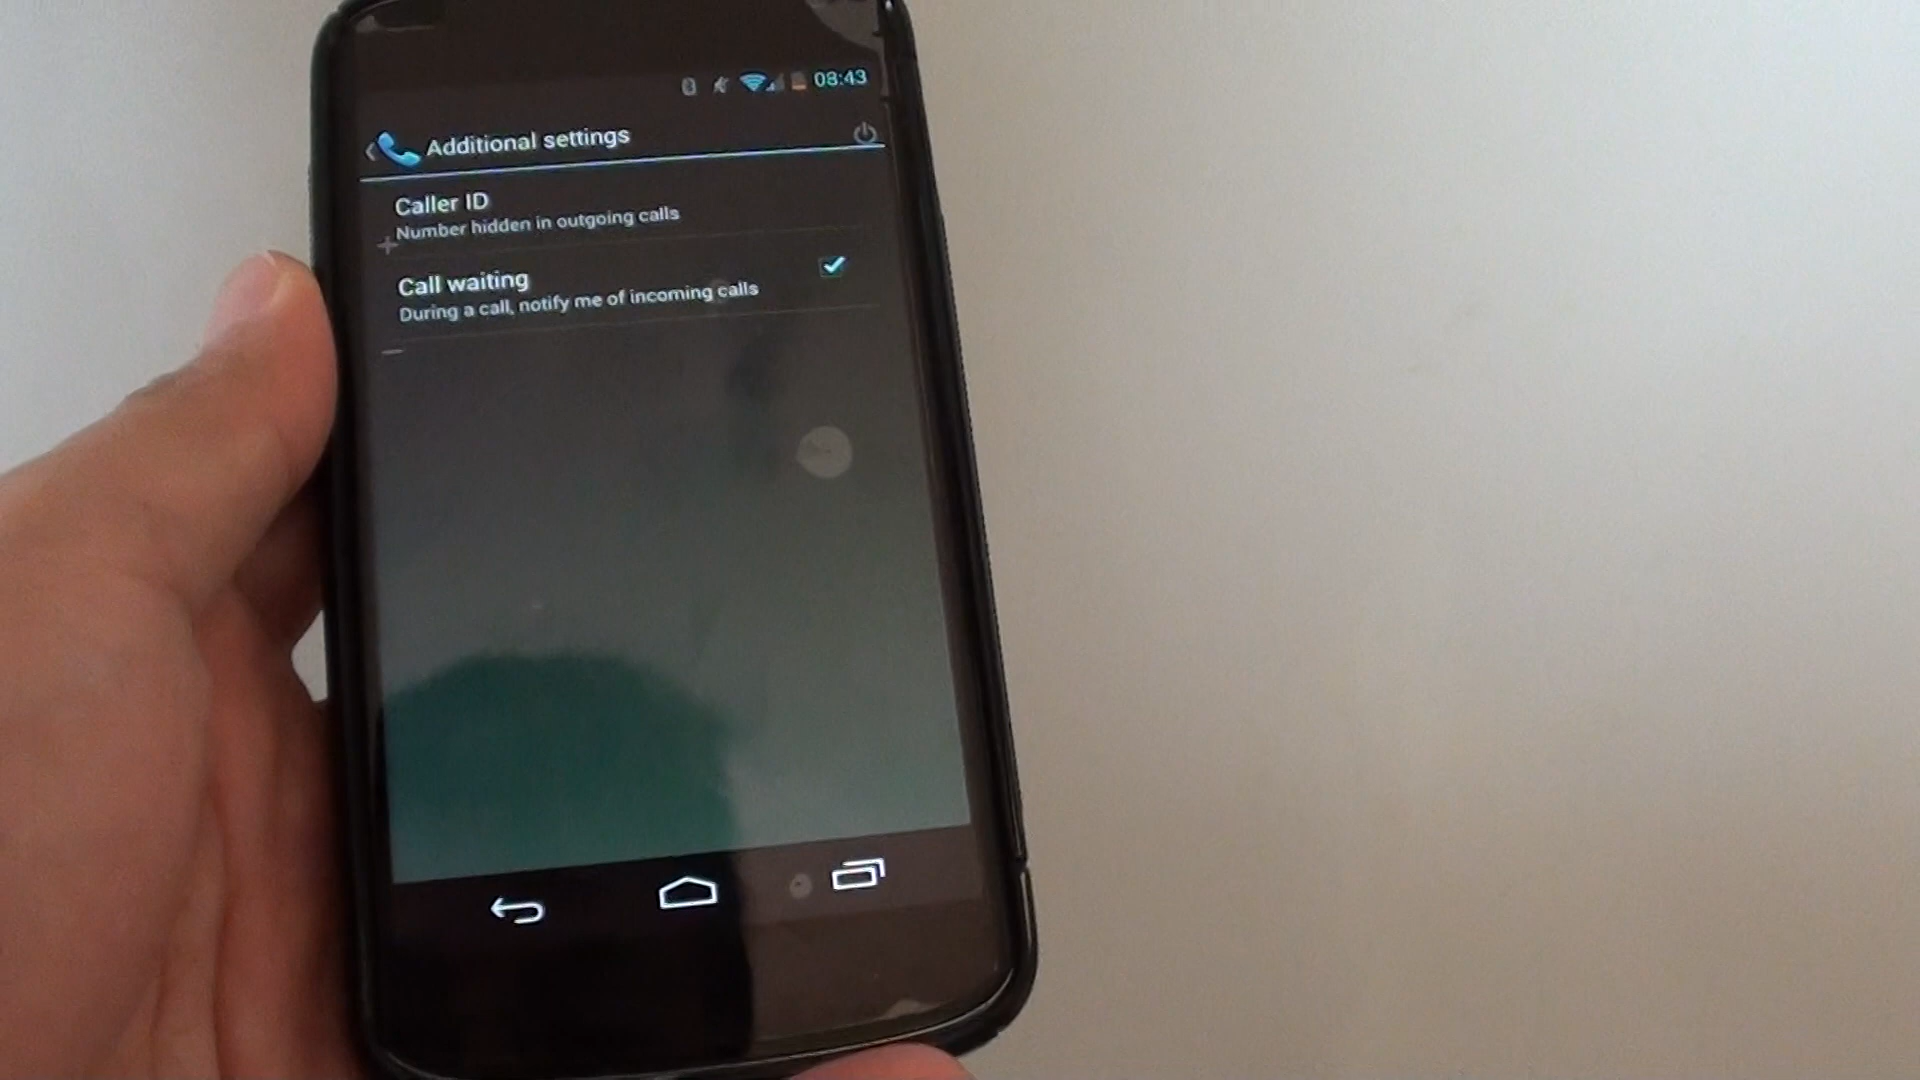 08:43
Additional settings
Caller ID
Number hidden in outgoing calls
Call waiting
During a call, notify me of incoming calls